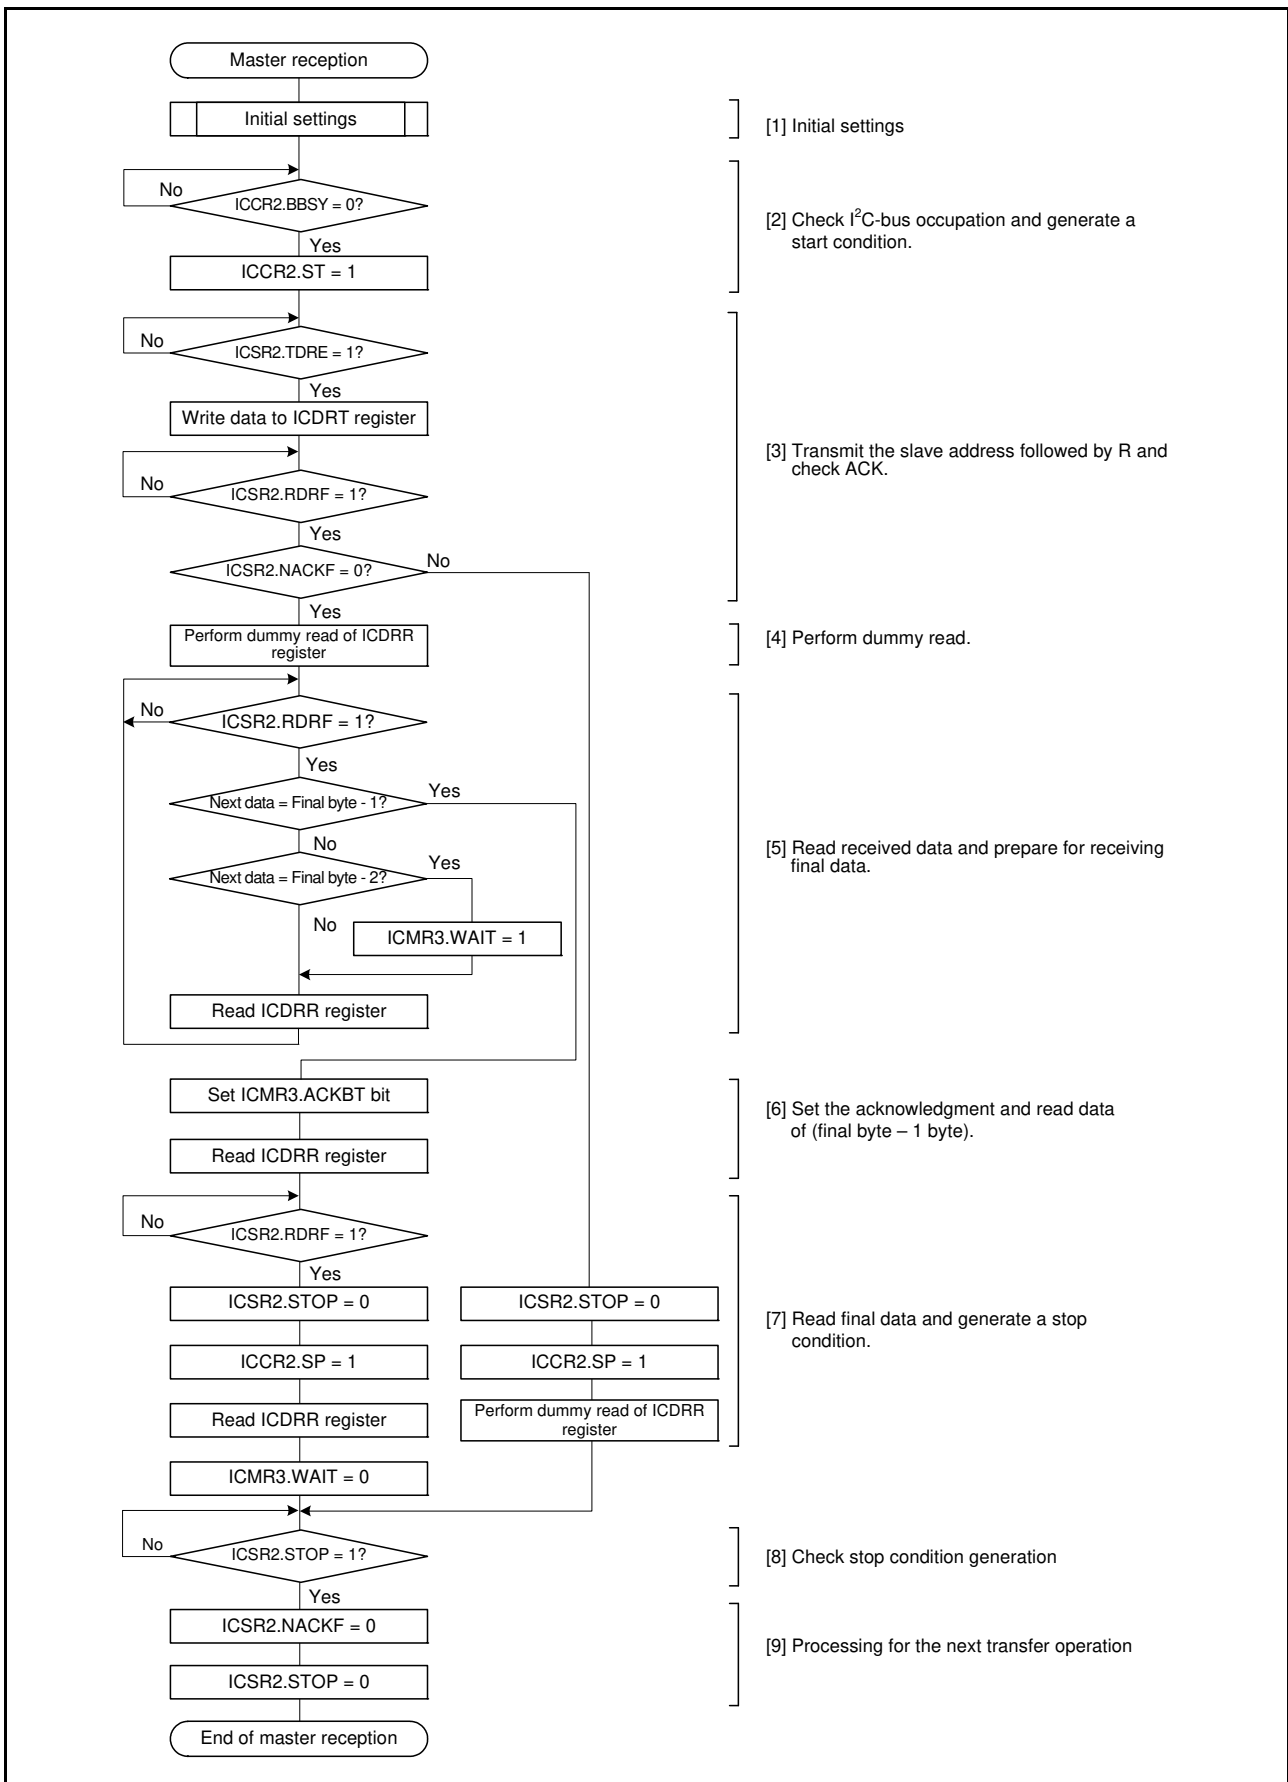 Master reception
Initial settings
[1] Initial settings
No
ICCR2.BBSY = 0?
Yes
ICCR2.ST = 1
[2] Check I²C-bus occupation and generate a
start condition.
No
ICSR2.TDRE = 1?
Yes
Write data to ICDRT register
No
ICSR2.RDRF = 1?
Yes
ICSR2.NACKF = 0?
No
Yes
[3] Transmit the slave address followed by R and
check ACK.
Perform dummy read of ICDRR
register
[4] Perform dummy read.
No
ICSR2.RDRF = 1?
Yes
Next data = Final byte - 1?
Yes
No
Next data = Final byte - 2?
Yes
No
ICMR3.WAIT = 1
Read ICDRR register
[5] Read received data and prepare for receiving
final data.
Set ICMR3.ACKBT bit
Read ICDRR register
[6] Set the acknowledgment and read data
of (final byte – 1 byte).
No
ICSR2.RDRF = 1?
Yes
ICSR2.STOP = 0
ICCR2.SP = 1
Read ICDRR register
ICMR3.WAIT = 0
ICSR2.STOP = 0
ICCR2.SP = 1
Perform dummy read of ICDRR
register
[7] Read final data and generate a stop
condition.
No
ICSR2.STOP = 1?
Yes
[8] Check stop condition generation
ICSR2.NACKF = 0
ICSR2.STOP = 0
[9] Processing for the next transfer operation
End of master reception